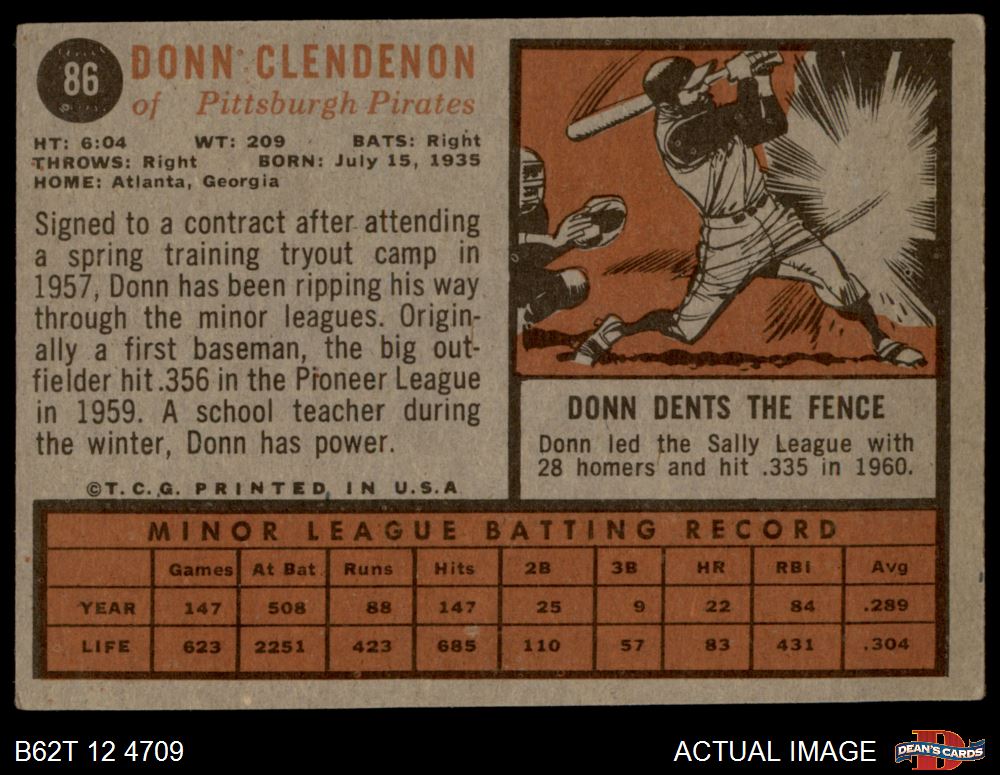 86
DONN CLENDENON
of Pittsburgh Pirates
HT: 6:04 WT: 209 BATS: Right
THROWS: Right BORN: July 15, 1935
HOME: Atlanta, Georgia
Signed to a contract after attending
a spring training tryout camp in
1957, Donn has been ripping his way
through the minor leagues. Origin-
ally a first baseman, the big out-
fielder hit .356 in the Pioneer League
in 1959. A school teacher during
the winter, Donn has power.
©T.C.G. PRINTED IN U.S.A
DONN DENTS THE FENCE
Donn led the Sally League with
28 homers and hit .335 in 1960.
MINOR LEAGUE BATTING RECORD
Games At Bat Runs Hits 2B 3B HR RBI Avg
YEAR 147 508 88 147 25 9 22 84 .289
LIFE 623 2251 423 685 110 57 83 431 .304
B62T 12 4709
ACTUAL IMAGE
D
DEAN'S CARDS